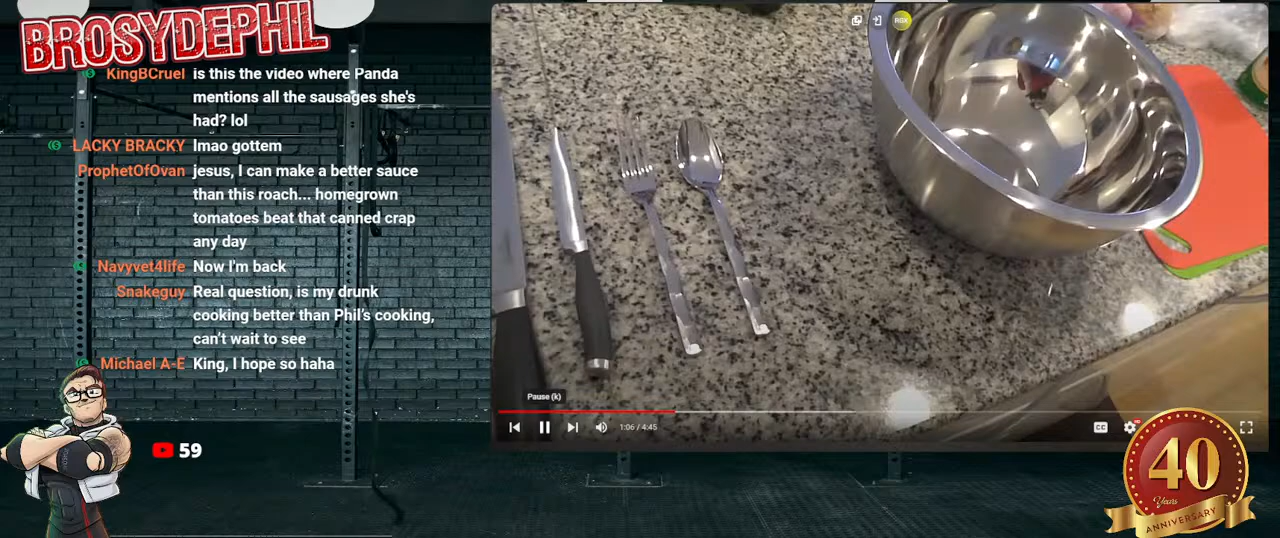 BROSYDEPHIL
KingBCruel is this the video where Panda
mentions all the sausages she's
had? lol
LACKY BRACKY lmao gottem
ProphetOfOvan jesus, I can make a better sauce
than this roach... homegrown
tomatoes beat that canned crap
any day
Navyvet4life Now I'm back
Snakeguy Real question, is my drunk
cooking better than Phil's cooking,
can't wait to see
Michael A-E King, I hope so haha
59
RGX
Pause (k)
1:06 / 4:45
CC
40
Years
ANNIVERSARY